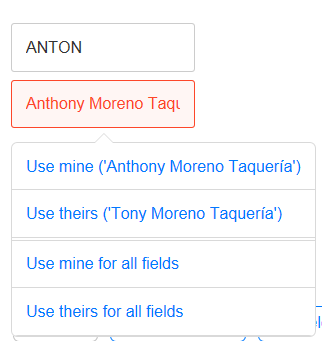 ANTON
Anthony Moreno Taqu
Use mine ('Anthony Moreno Taquería')
Use theirs ('Tony Moreno Taquería')
Use mine for all fields
Use theirs for all fields